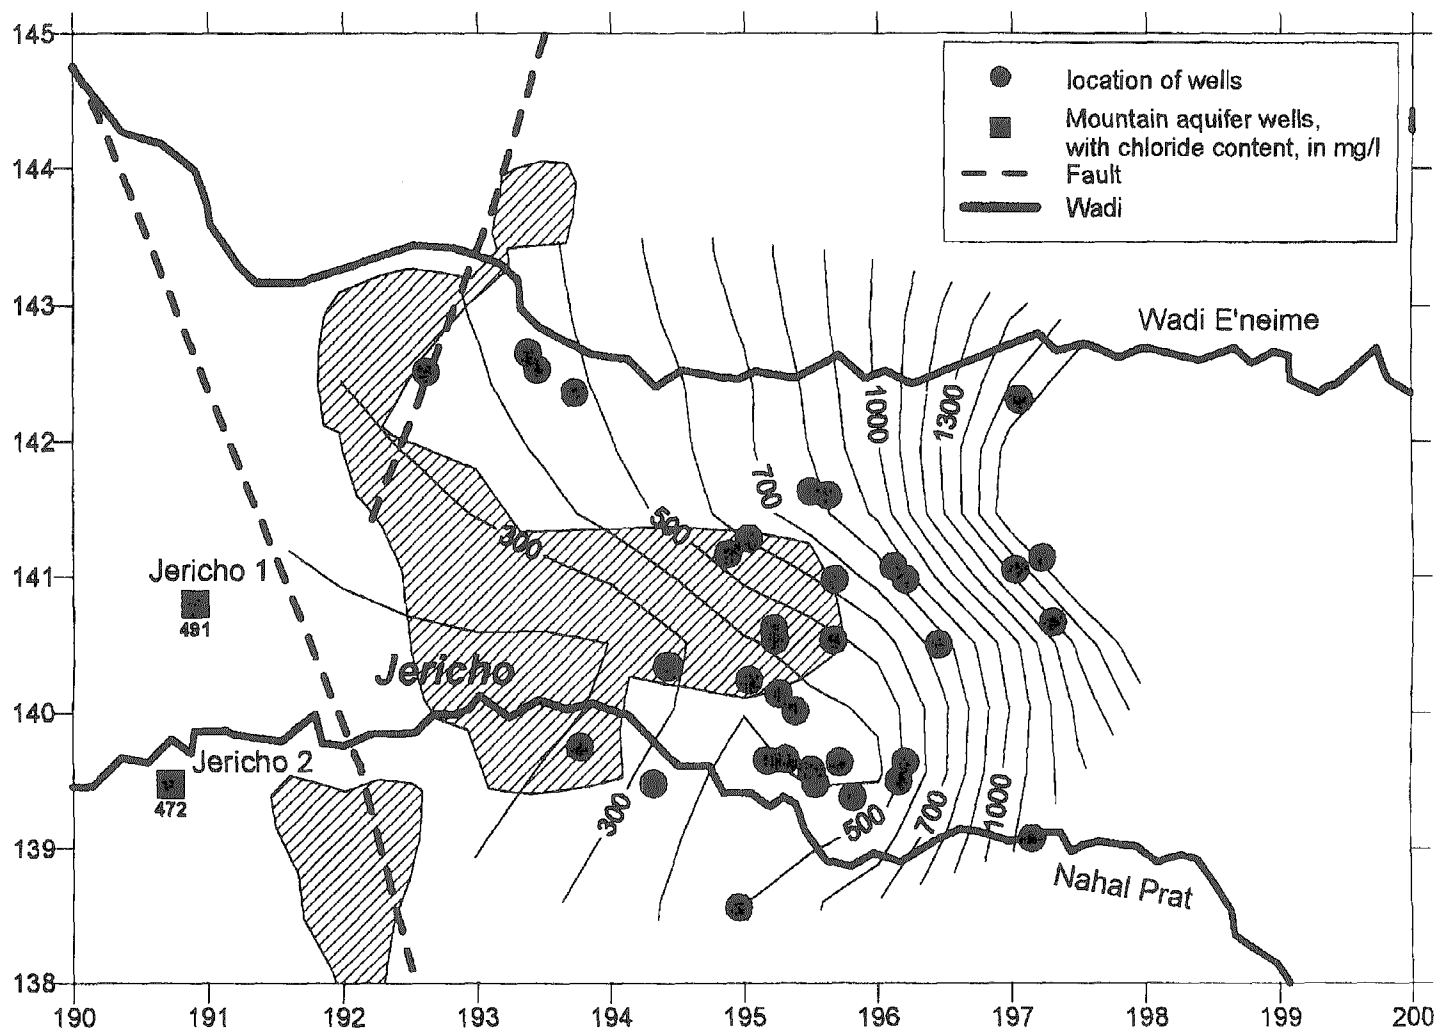 145
144
143
142
141
140
139
138
location of wells
Mountain aquifer wells,
with chloride content, in mg/l
Fault
Wadi
Wadi E'neime
1000
1300
700
500
300
Jericho 1
491
Jericho
Jericho 2
472
300
500
700
1000
Nahal Prat
190 191 192 193 194 195 196 197 198 199 200